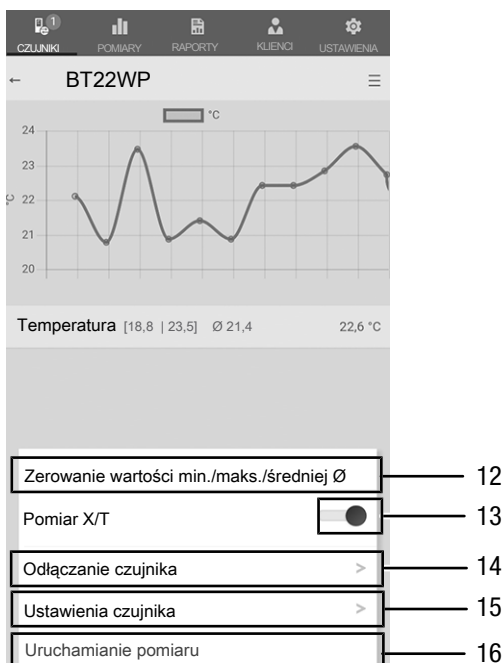 1
CZUJNIKI POMIARY RAPORTY KLIENCI USTAWIENIA
← BT22WP ☰
°C
24
23
22
21
20
°C
Temperatura [18,8 | 23,5] Ø 21,4 22,6 °C
Zerowanie wartości min./maks./średniej Ø 12
Pomiar X/T 13
Odłączanie czujnika > 14
Ustawienia czujnika > 15
Uruchamianie pomiaru 16